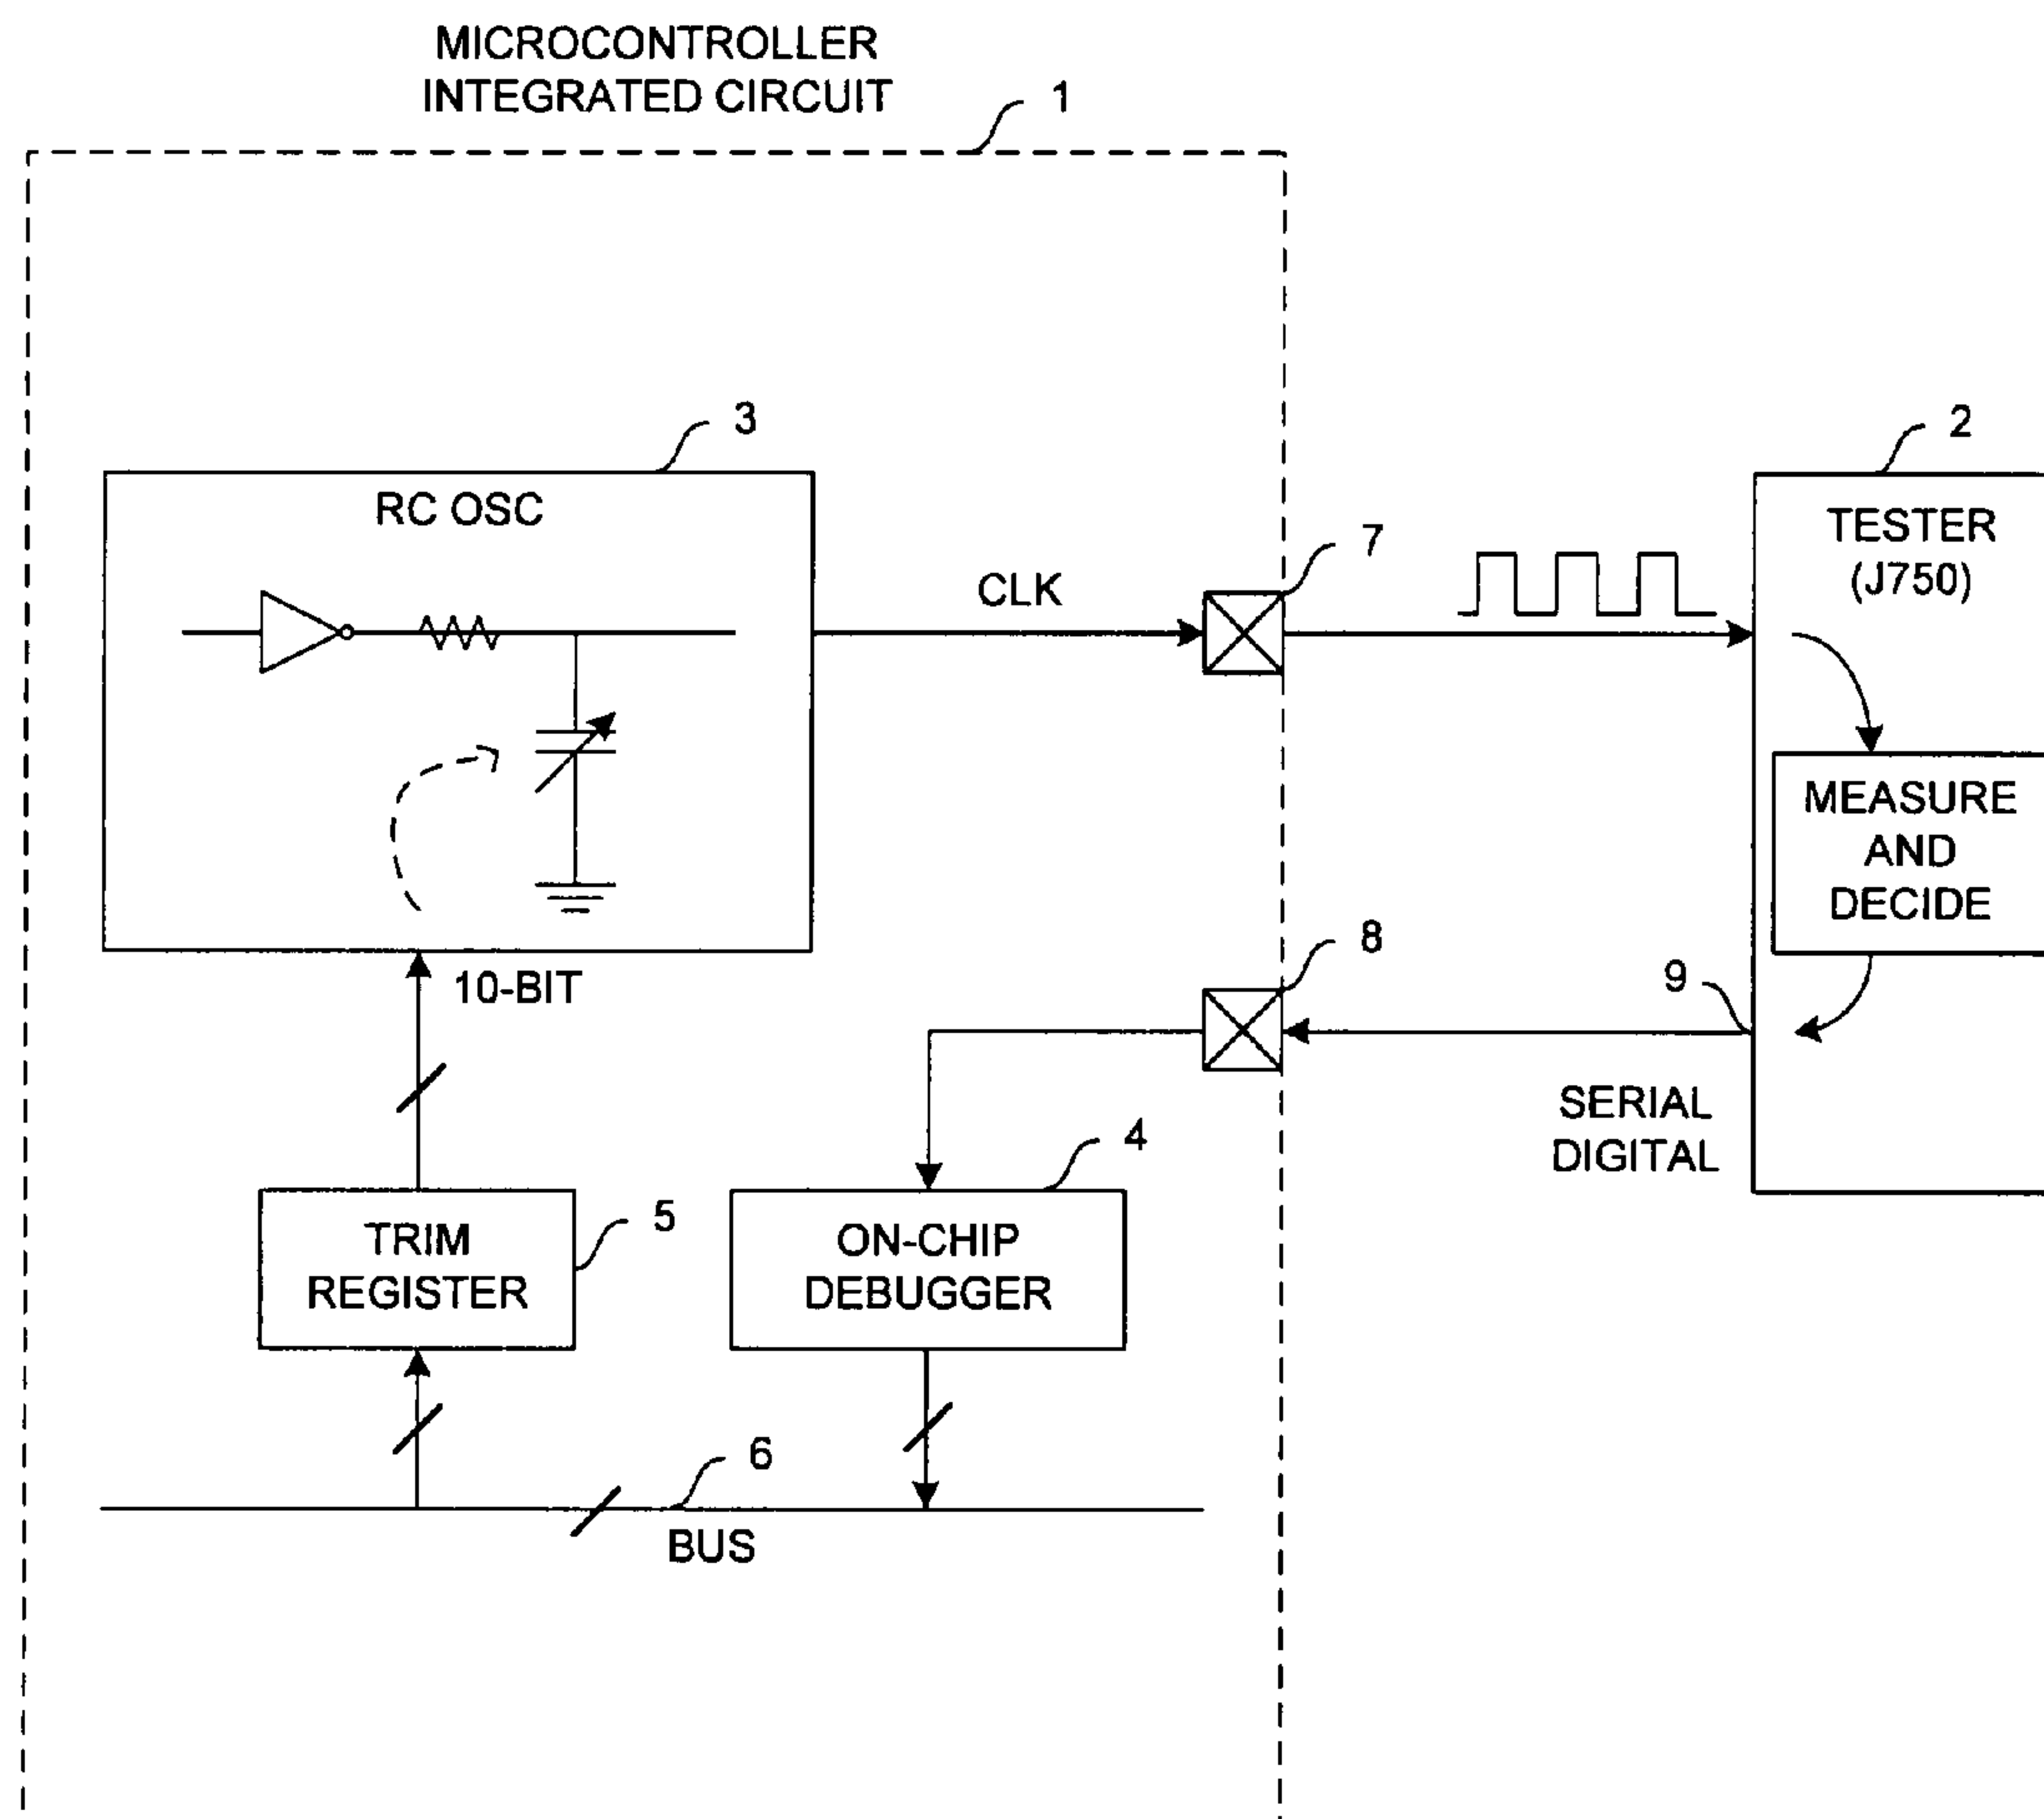 MICROCONTROLLER
INTEGRATED CIRCUIT
1
3
RC OSC
CLK
7
2
TESTER
(J750)
MEASURE
AND
DECIDE
8
9
10-BIT
SERIAL
DIGITAL
4
5
TRIM
REGISTER
ON-CHIP
DEBUGGER
6
BUS